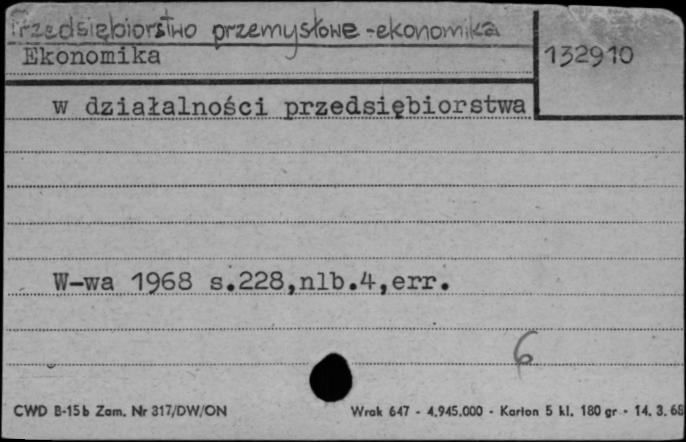 Przedsiębiorstwo przemysłowe-ekonomika
Ekonomika
132910
w działalności przedsiębiorstwa
W-wa 1968 s.228,nlb.4,err.
6
CWD B-15b Zam. Nr 317/DW/ON
Wrak 647 - 4.945.000 - Karton 5 kl. 180 gr - 14. 3. 68